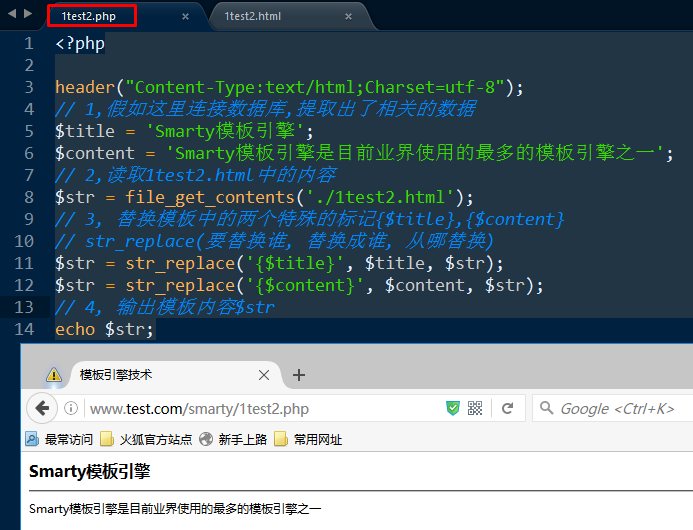 1test2.php × 1test2.html ×
1 <?php
2
3 header("Content-Type:text/html;Charset=utf-8");
4 // 1,假如这里连接数据库,提取出了相关的数据
5 $title = 'Smarty模板引擎';
6 $content = 'Smarty模板引擎是目前业界使用的最多的模板引擎之一';
7 // 2,读取1test2.html中的内容
8 $str = file_get_contents('./1test2.html');
9 // 3, 替换模板中的两个特殊的标记{$title},{$content}
10 // str_replace(要替换谁, 替换成谁, 从哪替换)
11 $str = str_replace('{$title}', $title, $str);
12 $str = str_replace('{$content}', $content, $str);
13 // 4, 输出模板内容$str
14 echo $str;
模板引擎技术
www.test.com/smarty/1test2.php Google <Ctrl+K>
最常访问 火狐官方站点 新手上路 常用网址
Smarty模板引擎
Smarty模板引擎是目前业界使用的最多的模板引擎之一